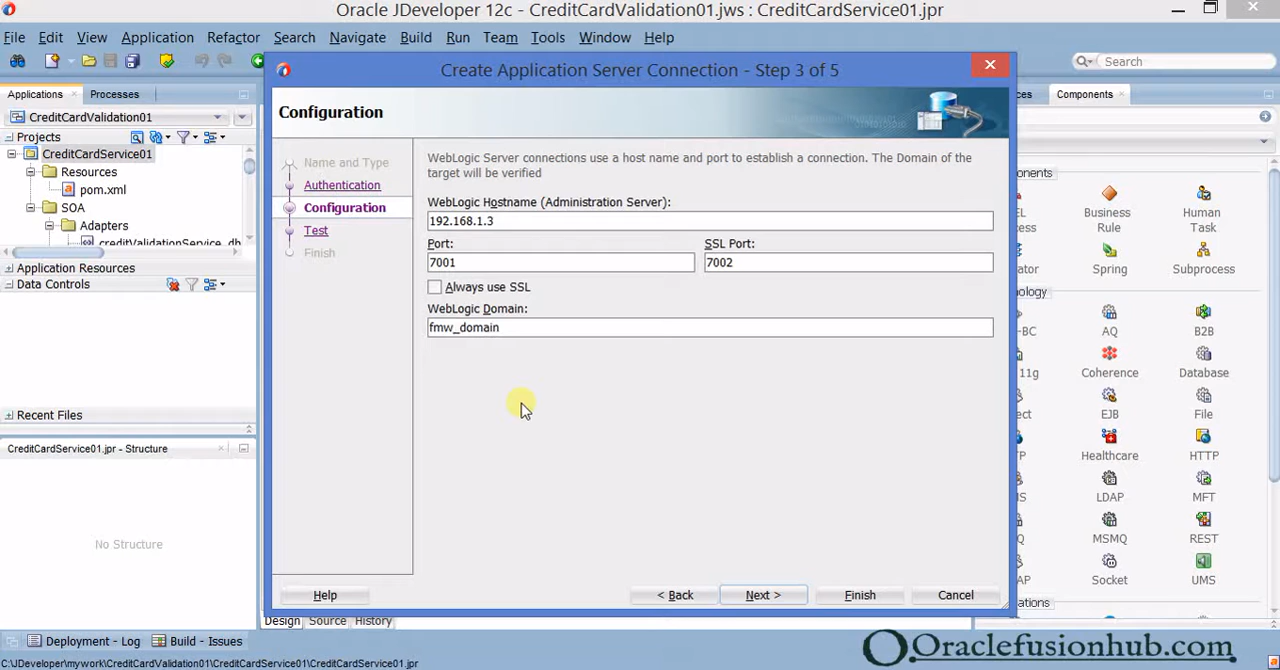 Oracle JDeveloper 12c - CreditCardValidation01.jws : CreditCardService01.jpr
File Edit View Application Refactor Search Navigate Build Run Team Tools Window Help
Search
Applications
Processes
Components
CreditCardValidation01
Projects
CreditCardService01
Resources
pom.xml
SOA
Adapters
creditValidationService_db
Application Resources
Data Controls
Recent Files
CreditCardService01.jpr - Structure
No Structure
Create Application Server Connection - Step 3 of 5
Configuration
Name and Type
Authentication
Configuration
Test
Finish
WebLogic Server connections use a host name and port to establish a connection. The Domain of the
target will be verified
WebLogic Hostname (Administration Server):
192.168.1.3
Port:
SSL Port:
7001
7002
Always use SSL
WebLogic Domain:
fmw_domain
Help
< Back
Next >
Finish
Cancel
Business
Rule
Human
Task
Spring
Subprocess
AQ
B2B
11g
Coherence
Database
EJB
File
Healthcare
HTTP
LDAP
MFT
MSMQ
REST
Socket
UMS
Design Source History
Deployment - Log
Build - Issues
C:\JDeveloper\mywork\CreditCardValidation01\CreditCardService01\CreditCardService01.jpr
Oraclefusionhub.com